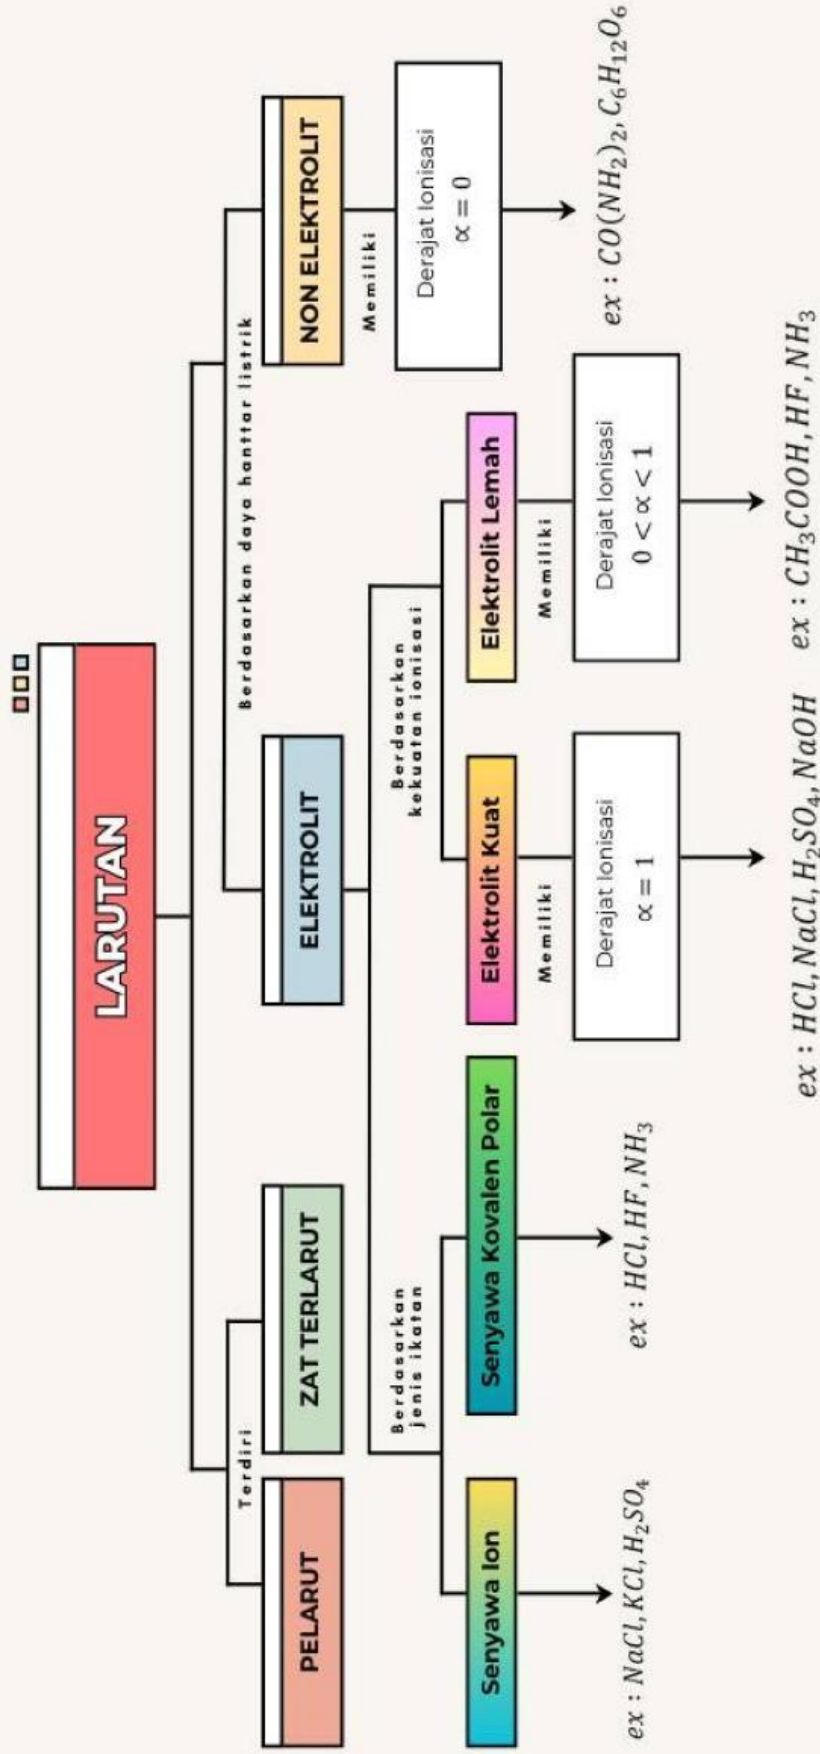 LARUTAN
Terdiri
Berdasarkan daya hanttar listrik
PELARUT
ZAT TERLARUT
ELEKTROLIT
NON ELEKTROLIT
Memiliki
Derajat Ionisasi
∝ = 0
ex : CO(NH₂)₂, C₆H₁₂O₆
Berdasarkan
jenis ikatan
Berdasarkan
kekuatan ionisasi
Senyawa Ion
Senyawa Kovalen Polar
Elektrolit Kuat
Elektrolit Lemah
ex : NaCl, KCl, H₂SO₄
ex : HCl, HF, NH₃
Memiliki
Derajat Ionisasi
∝ = 1
ex : HCl, NaCl, H₂SO₄, NaOH
Memiliki
Derajat Ionisasi
0 < ∝ < 1
ex : CH₃COOH, HF, NH₃